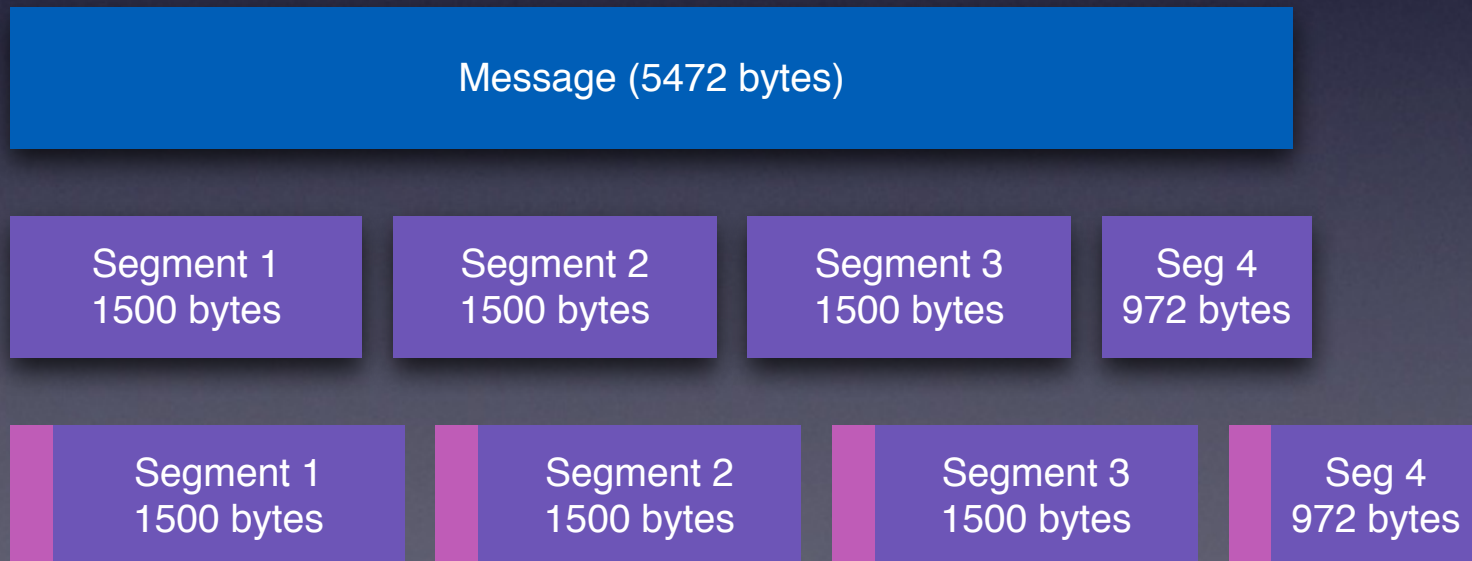 Message (5472 bytes)
Segment 1
1500 bytes
Segment 2
1500 bytes
Segment 3
1500 bytes
Seg 4
972 bytes
Segment 1
1500 bytes
Segment 2
1500 bytes
Segment 3
1500 bytes
Seg 4
972 bytes